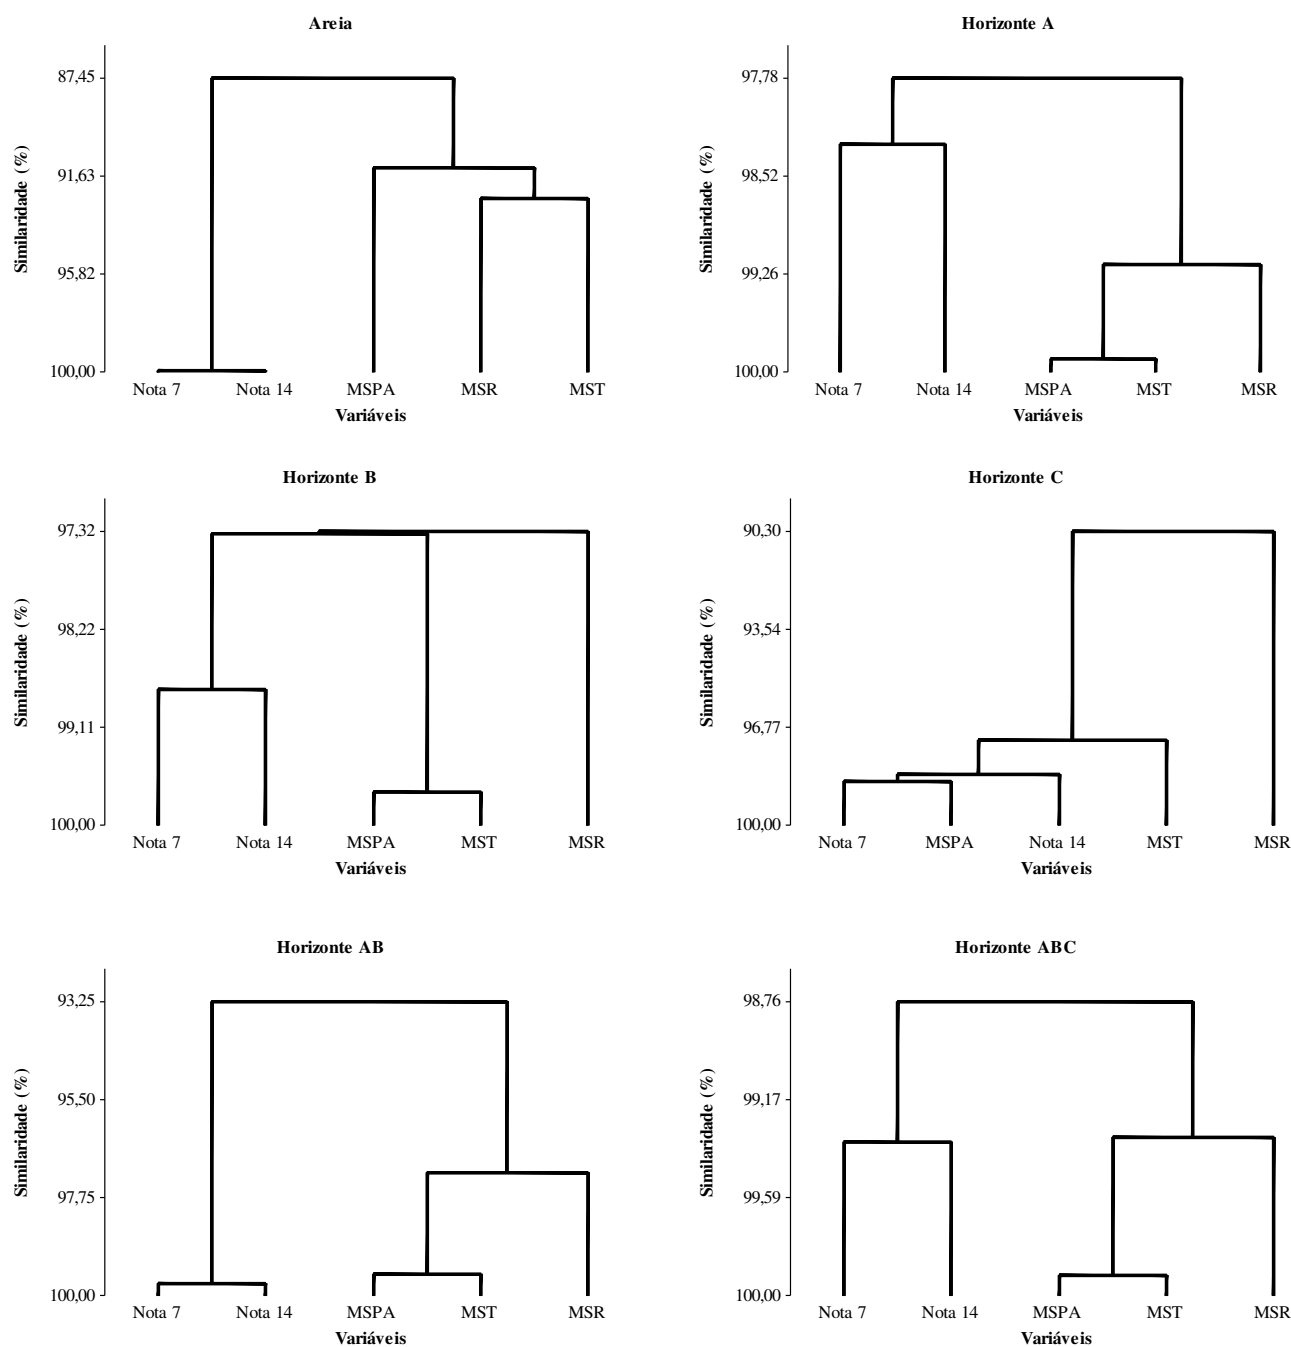 Areia
87,45
91,63
95,82
100,00
Similaridade (%)
Nota 7 Nota 14 MSPA MSR MST
Variáveis
Horizonte A
97,78
98,52
99,26
100,00
Similaridade (%)
Nota 7 Nota 14 MSPA MST MSR
Variáveis
Horizonte B
97,32
98,22
99,11
100,00
Similaridade (%)
Nota 7 Nota 14 MSPA MST MSR
Variáveis
Horizonte C
90,30
93,54
96,77
100,00
Similaridade (%)
Nota 7 MSPA Nota 14 MST MSR
Variáveis
Horizonte AB
93,25
95,50
97,75
100,00
Similaridade (%)
Nota 7 Nota 14 MSPA MST MSR
Variáveis
Horizonte ABC
98,76
99,17
99,59
100,00
Similaridade (%)
Nota 7 Nota 14 MSPA MST MSR
Variáveis